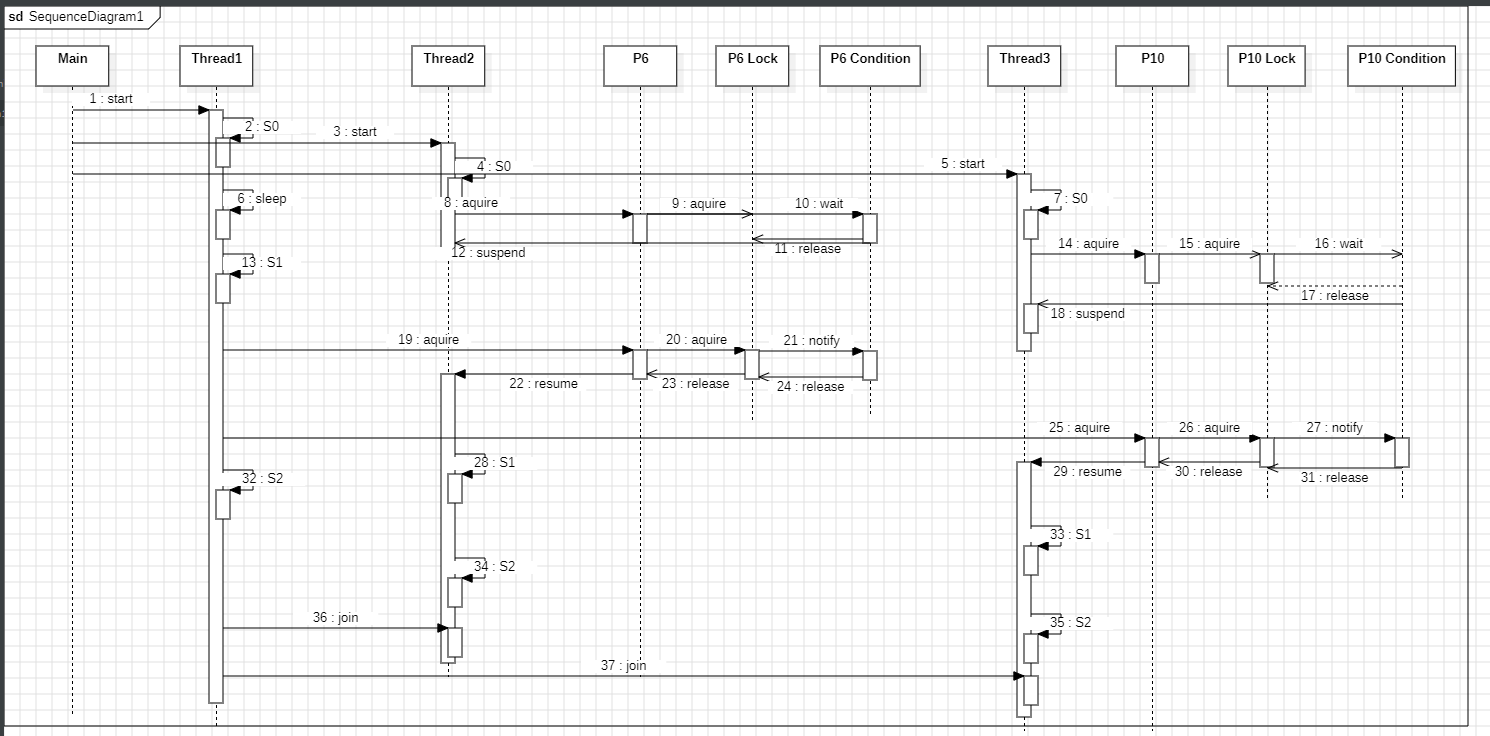 sd SequenceDiagram1
Main
Thread1
Thread2
P6
P6 Lock
P6 Condition
Thread3
P10
P10 Lock
P10 Condition
1 : start
2 : S0
3 : start
4 : S0
5 : start
6 : sleep
7 : S0
8 : aquire
9 : aquire
10 : wait
11 : release
12 : suspend
13 : S1
14 : aquire
15 : aquire
16 : wait
17 : release
18 : suspend
19 : aquire
20 : aquire
21 : notify
22 : resume
23 : release
24 : release
25 : aquire
26 : aquire
27 : notify
28 : S1
29 : resume
30 : release
31 : release
32 : S2
33 : S1
34 : S2
35 : S2
36 : join
37 : join